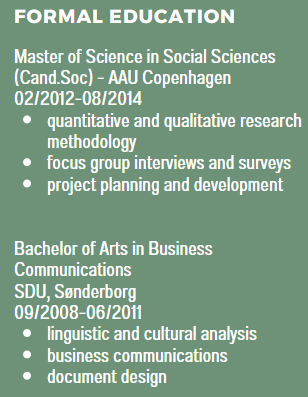 FORMAL EDUCATION
Master of Science in Social Sciences
(Cand.Soc) - AAU Copenhagen
02/2012-08/2014
• quantitative and qualitative research
methodology
• focus group interviews and surveys
• project planning and development
Bachelor of Arts in Business
Communications
SDU, Sønderborg
09/2008-06/2011
• linguistic and cultural analysis
• business communications
• document design